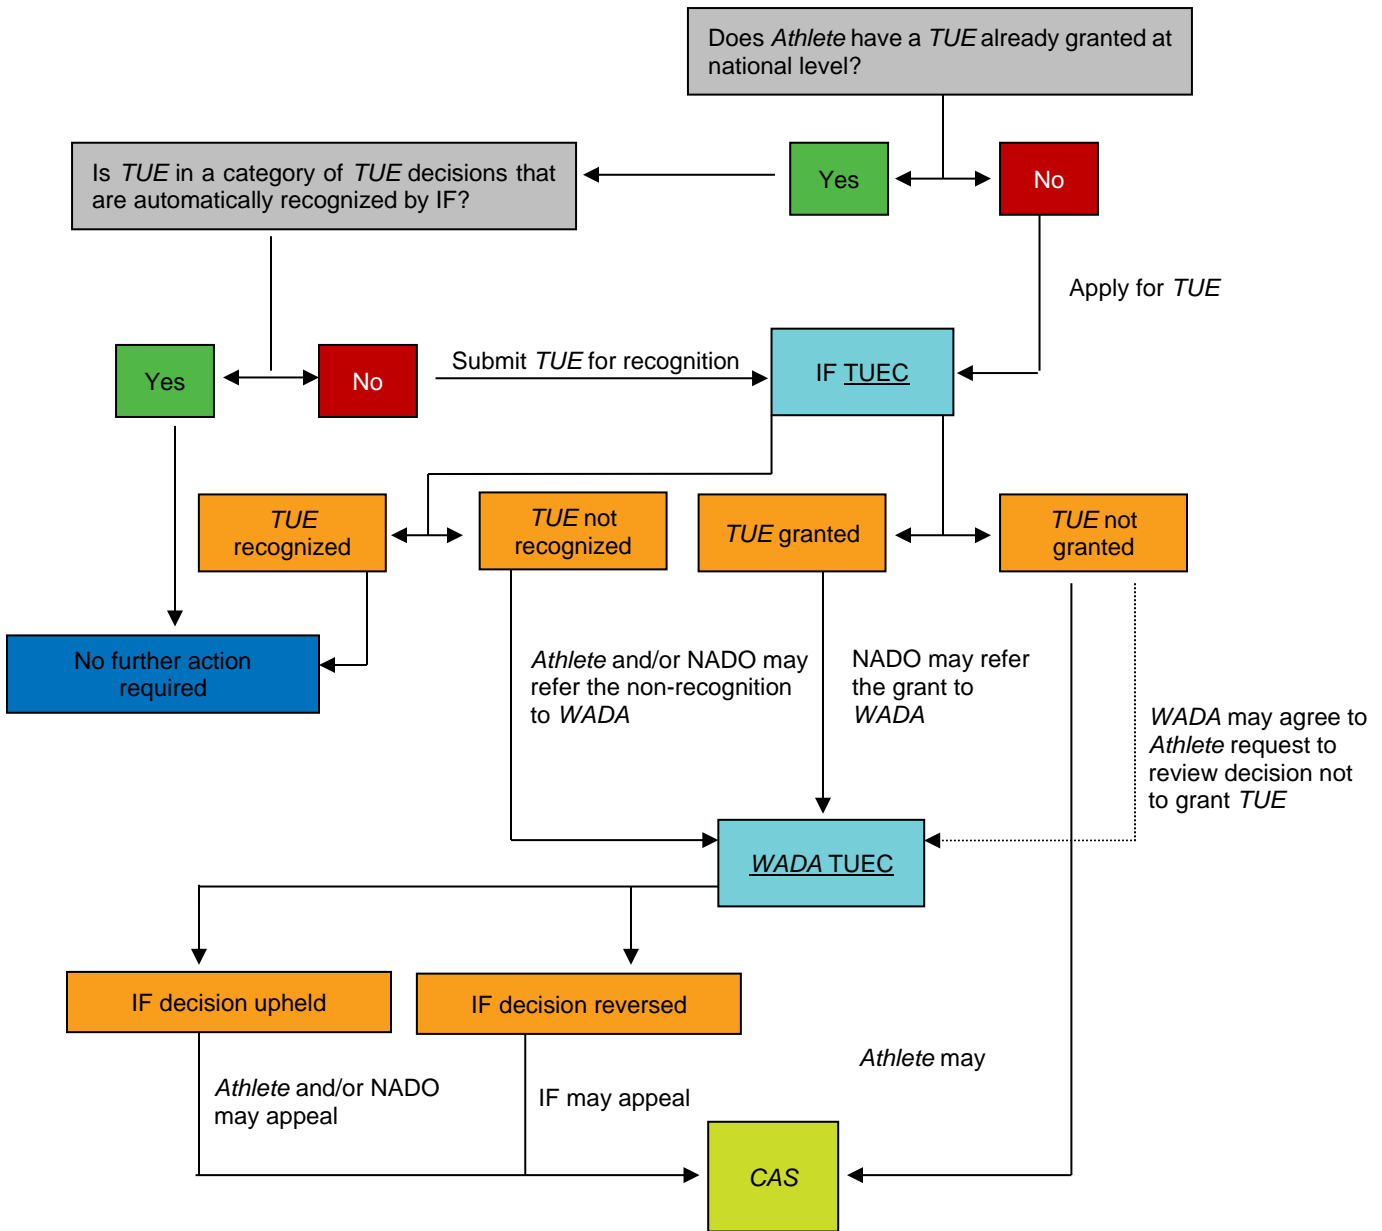 Does Athlete have a TUE already granted at
national level?
Is TUE in a category of TUE decisions that
are automatically recognized by IF?
Yes
No
Apply for TUE
Yes
No
Submit TUE for recognition
IF TUEC
TUE
recognized
TUE not
recognized
TUE granted
TUE not
granted
No further action
required
Athlete and/or NADO may
refer the non-recognition
to WADA
NADO may refer
the grant to
WADA
WADA may agree to
Athlete request to
review decision not
to grant TUE
WADA TUEC
IF decision upheld
IF decision reversed
Athlete and/or NADO
may appeal
IF may appeal
Athlete may
CAS